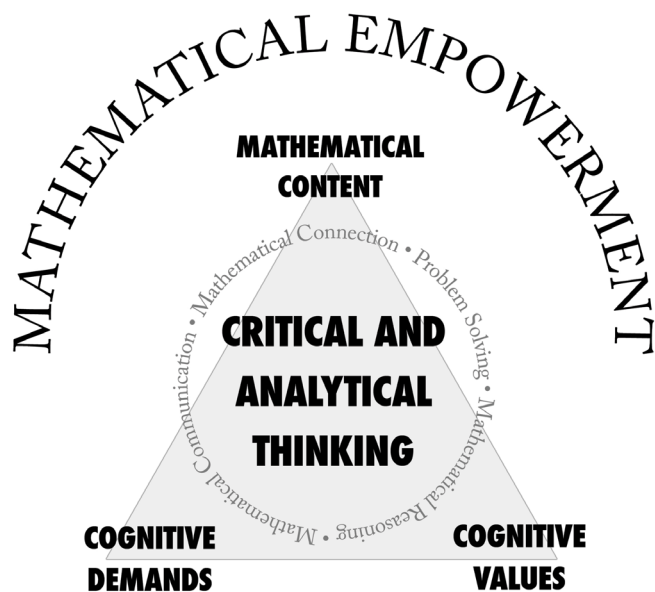 MATHEMATICAL EMPOWERMENT
MATHEMATICAL
CONTENT
Mathematical Connection • Problem Solving • Mathematical Reasoning • Mathematical Communication •
CRITICAL AND
ANALYTICAL
THINKING
COGNITIVE
DEMANDS
COGNITIVE
VALUES